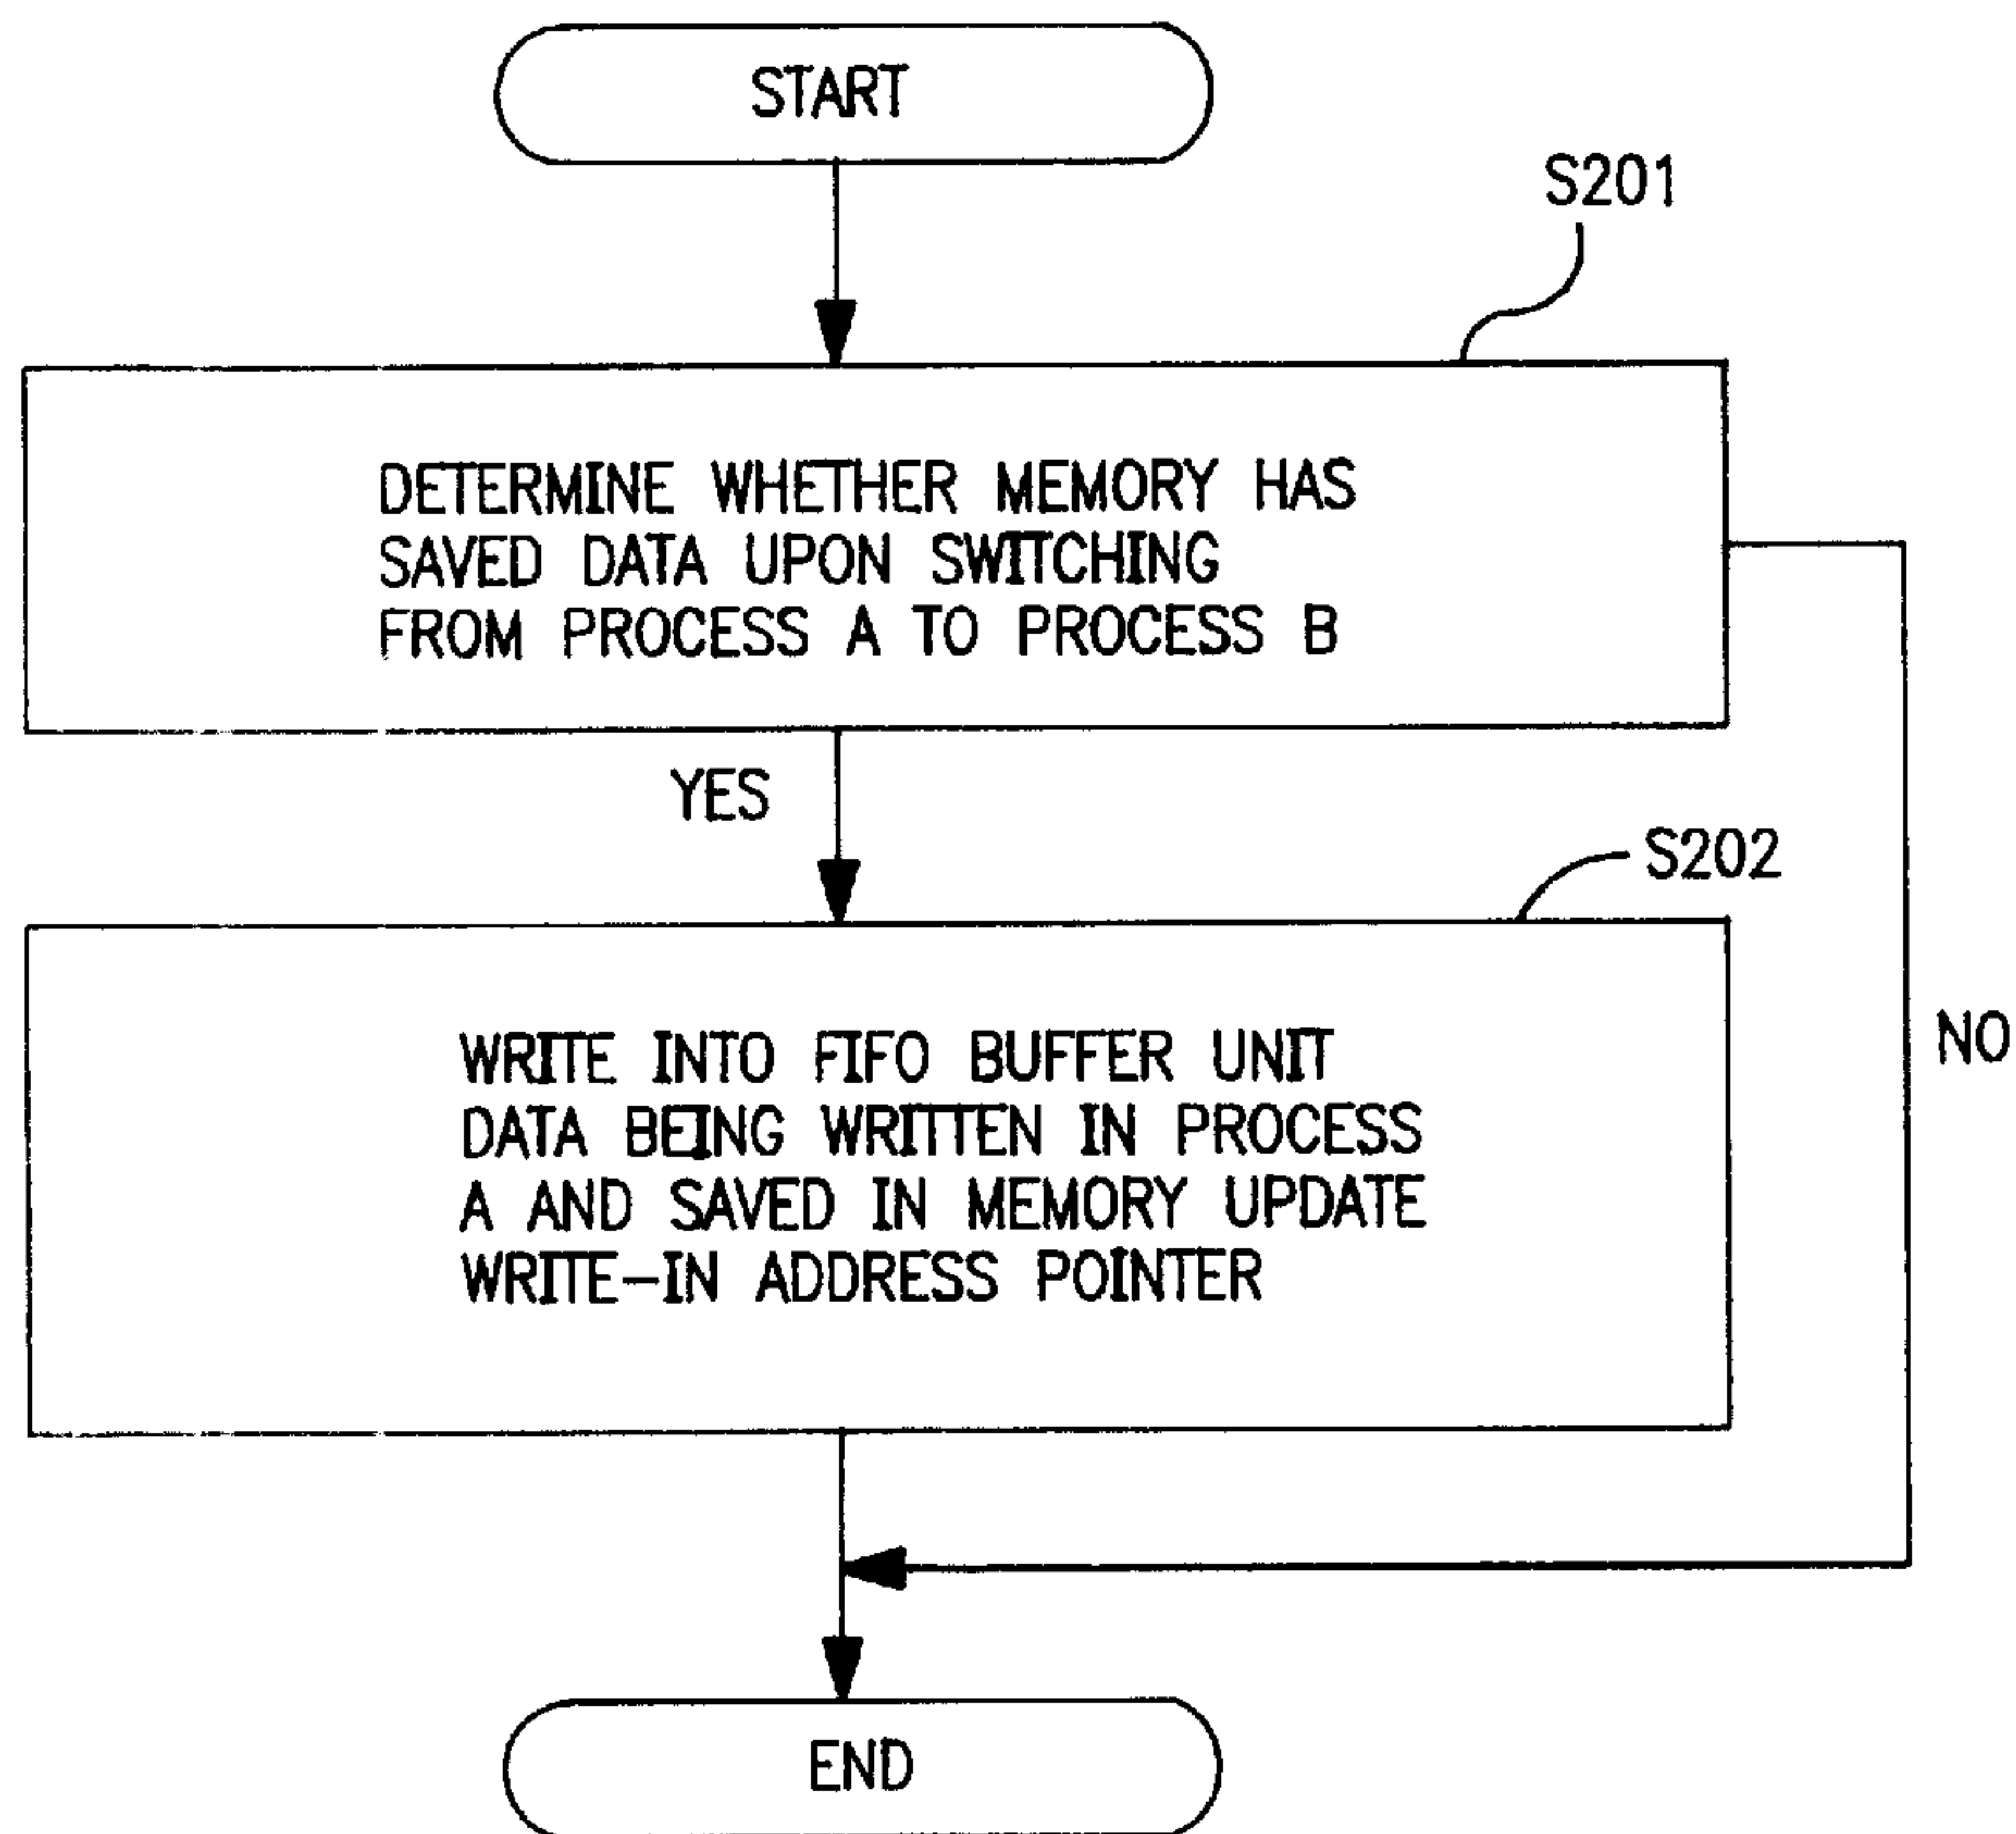 START
S201
DETERMINE WHETHER MEMORY HAS
SAVED DATA UPON SWITCHING
FROM PROCESS A TO PROCESS B
YES
S202
WRITE INTO FIFO BUFFER UNIT
DATA BEING WRITTEN IN PROCESS
A AND SAVED IN MEMORY UPDATE
WRITE-IN ADDRESS POINTER
NO
END